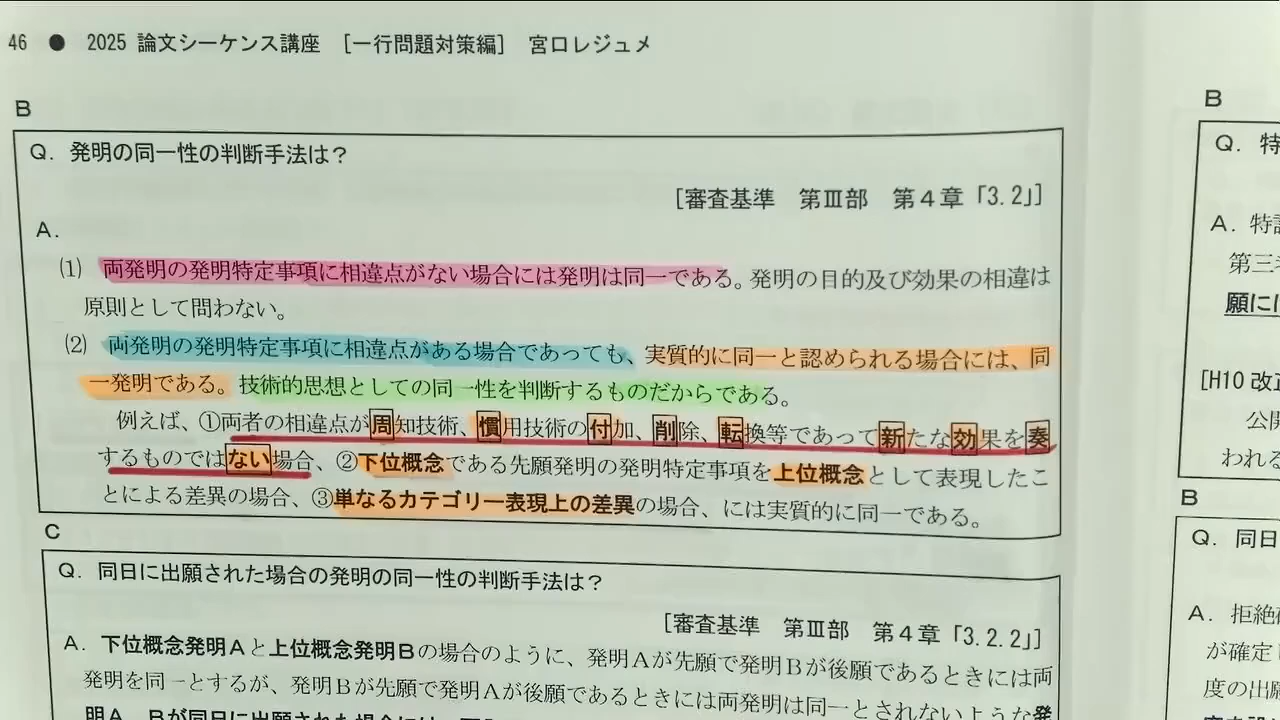 46 ● 2025 論文シーケンス講座 [一行問題対策編] 宮口レジュメ
B
Q. 発明の同一性の判断手法は?
[審査基準 第Ⅲ部 第4章「3.2」]
A.
(1) 両発明の発明特定事項に相違点がない場合には発明は同一である。発明の目的及び効果の相違は
原則として問わない。
(2) 両発明の発明特定事項に相違点がある場合であっても、実質的に同一と認められる場合には、同
一発明である。技術的思想としての同一性を判断するものだからである。
例えば、①両者の相違点が周知技術、慣用技術の付加、削除、転換等であって新たな効果を奏
するものではない場合、②下位概念である先願発明の発明特定事項を上位概念として表現したこ
とによる差異の場合、③単なるカテゴリー表現上の差異の場合、には実質的に同一である。
C
Q. 同日に出願された場合の発明の同一性の判断手法は?
[審査基準 第Ⅲ部 第4章「3.2.2」]
A. 下位概念発明Aと上位概念発明Bの場合のように、発明Aが先願で発明Bが後願であるときには両
発明を同一とするが、発明Bが先願で発明Aが後願であるときには両発明は同一とされないような発
明A、Bが同日に出願された場合には
B
Q. 特
A. 特許
第三
願に
[H10 改正
公開
われる
B
Q. 同日
A. 拒絶
が確定し
度の出願